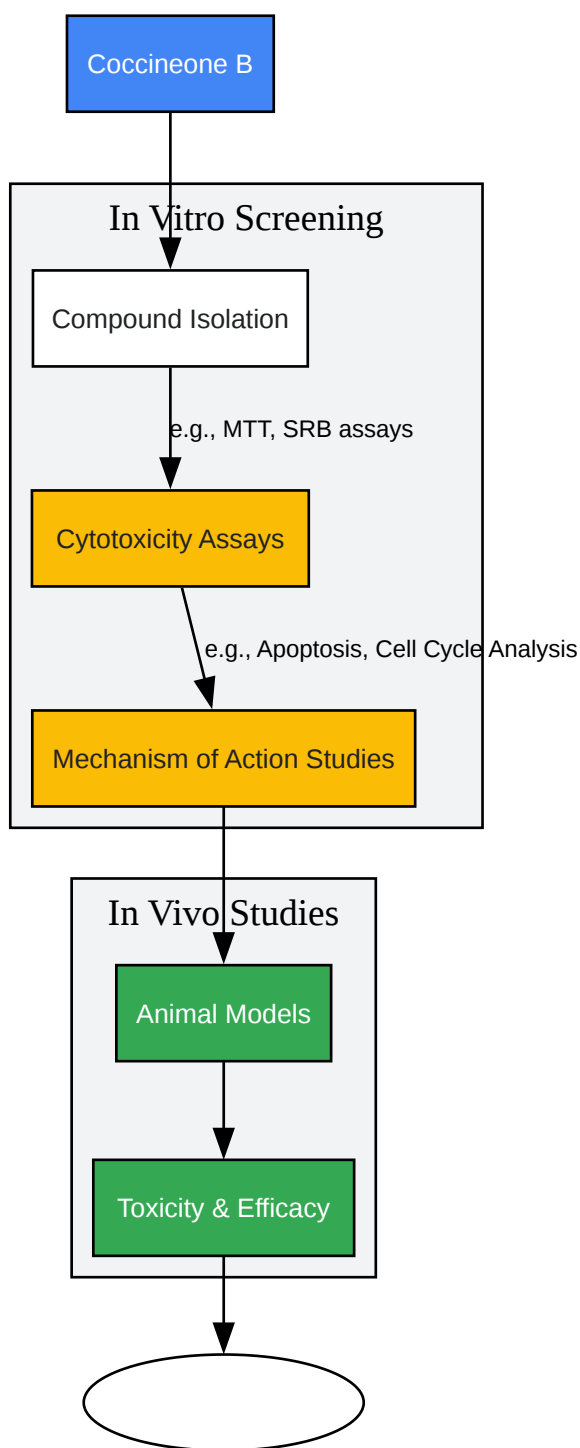 Coccineone B
In Vitro Screening
Compound Isolation
e.g., MTT, SRB assays
Cytotoxicity Assays
e.g., Apoptosis, Cell Cycle Analysis
Mechanism of Action Studies
In Vivo Studies
Animal Models
Toxicity & Efficacy